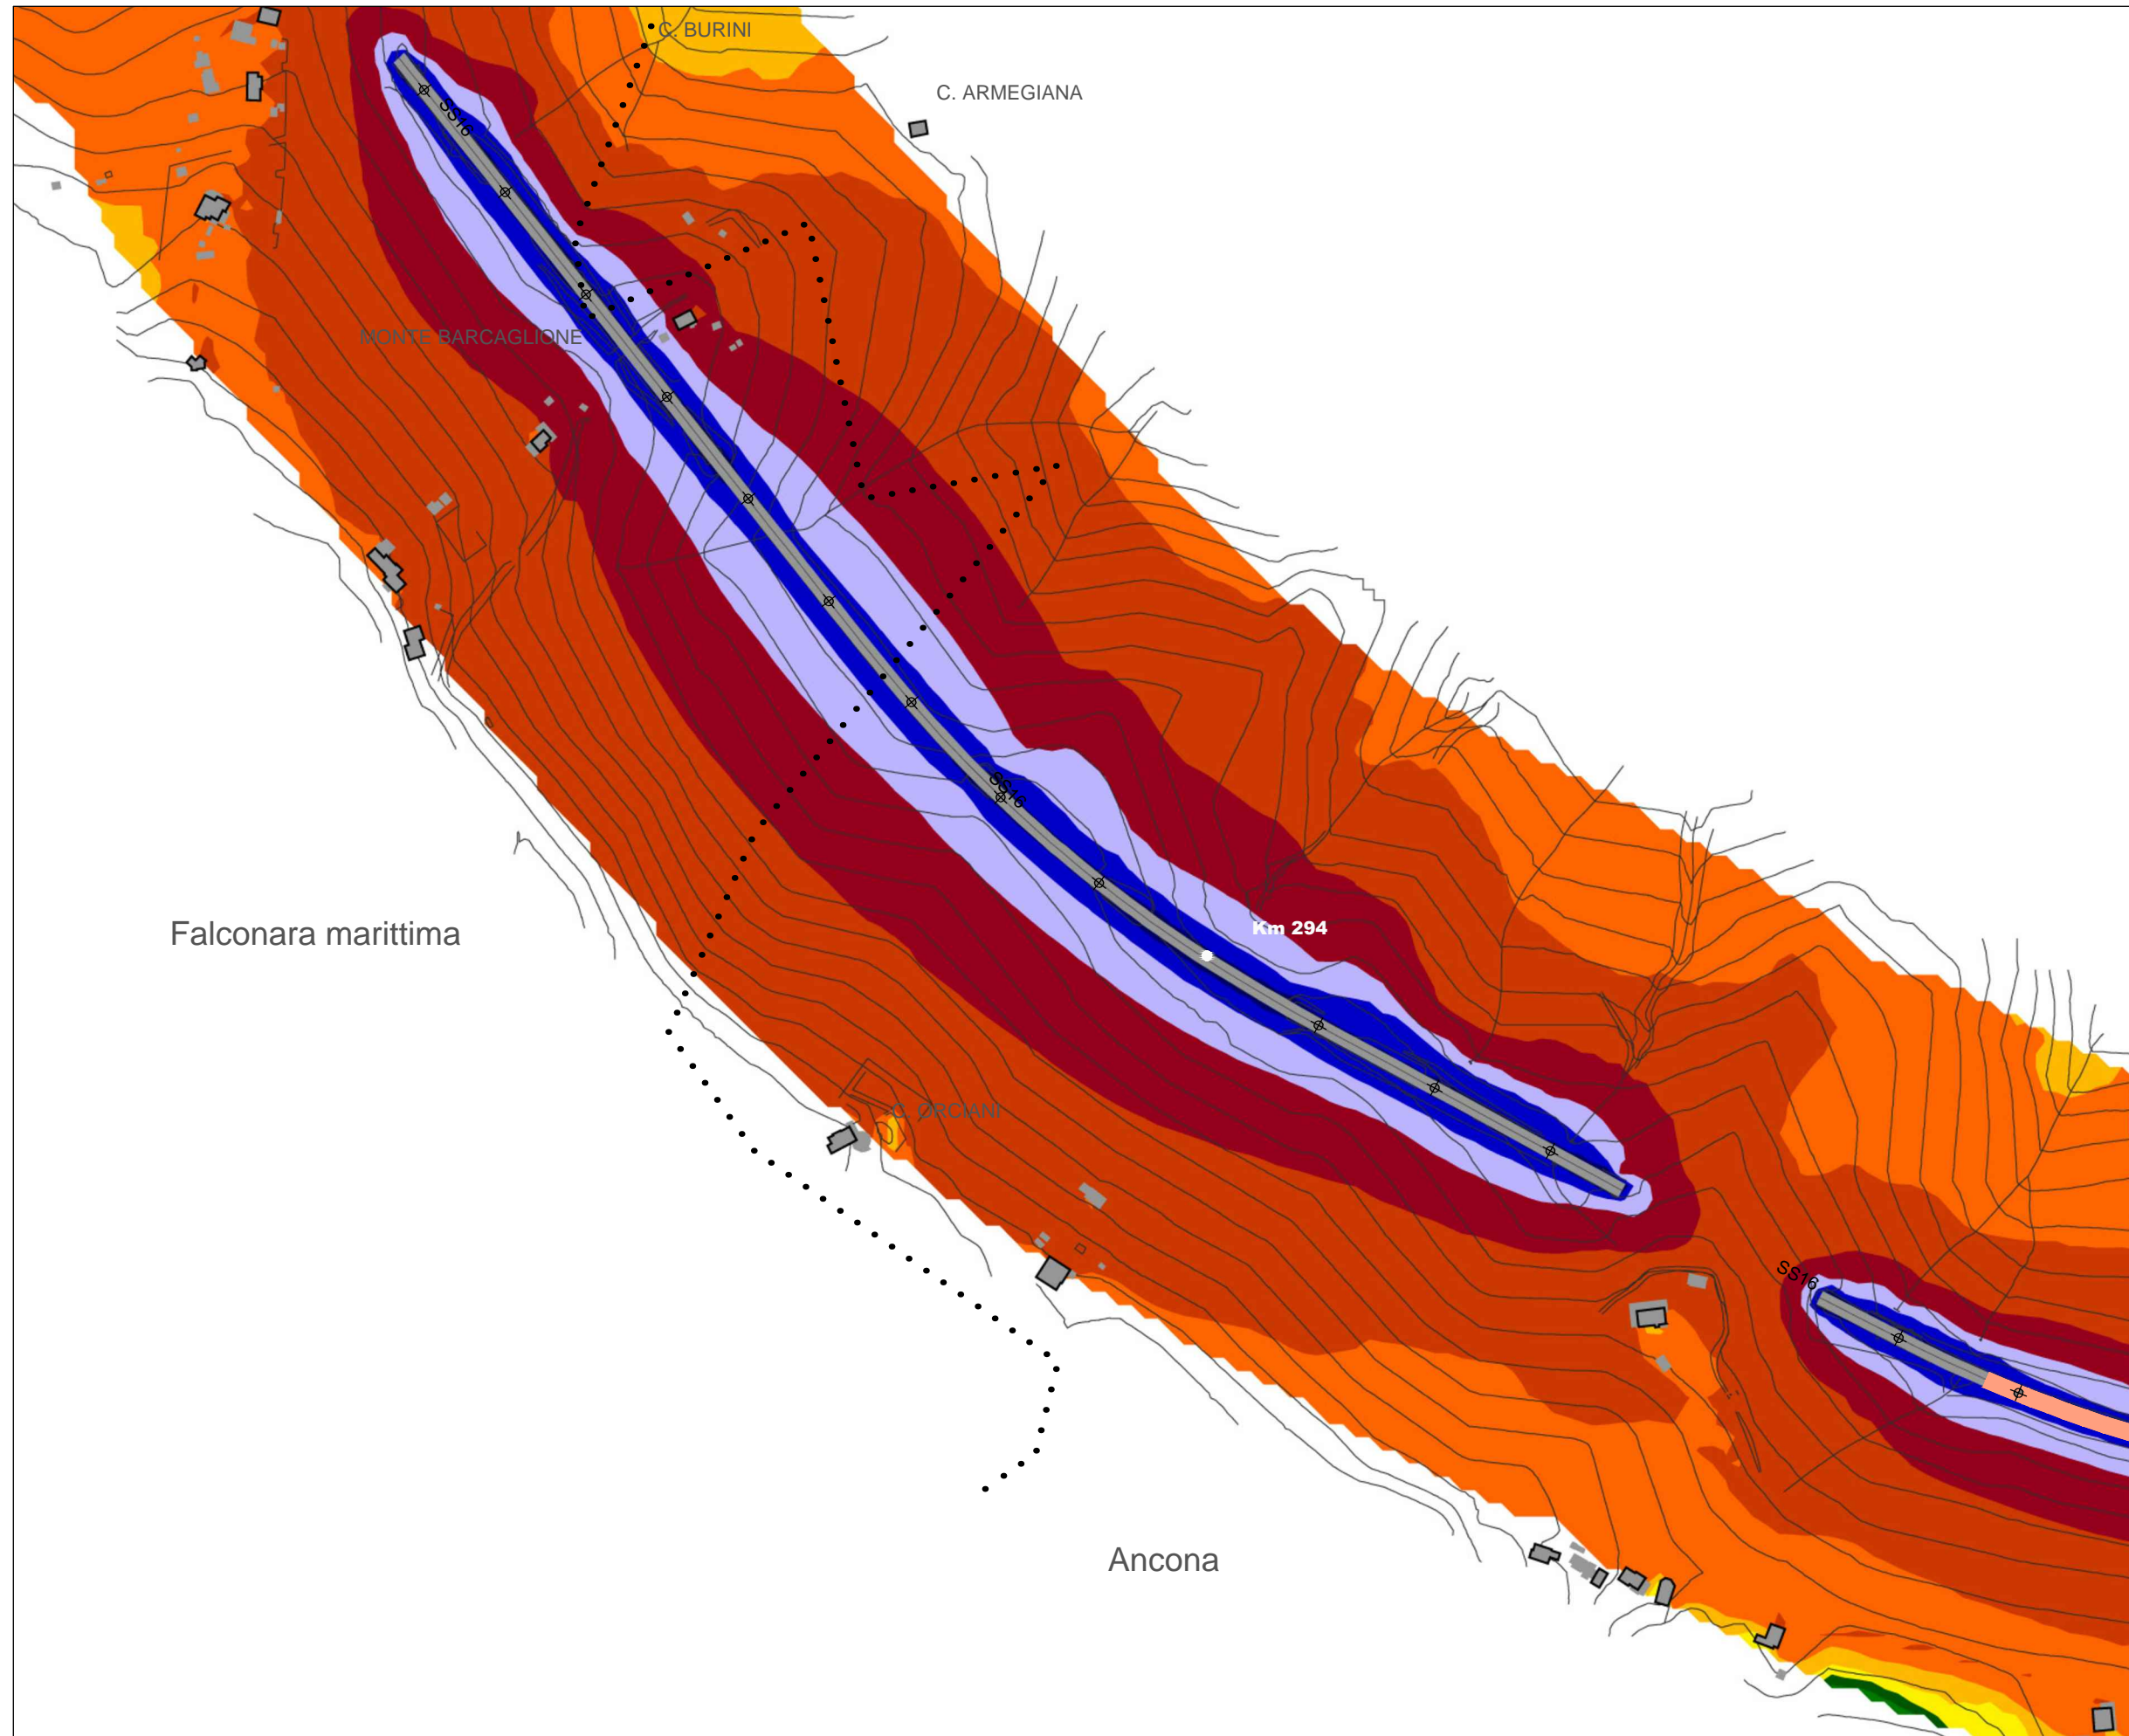 C. BURINI
C. ARMEGIANA
SS16
MONTE BARCAGLIONE
SS16
Km 294
Falconara marittima
C. ORCIANI
SS16
Ancona